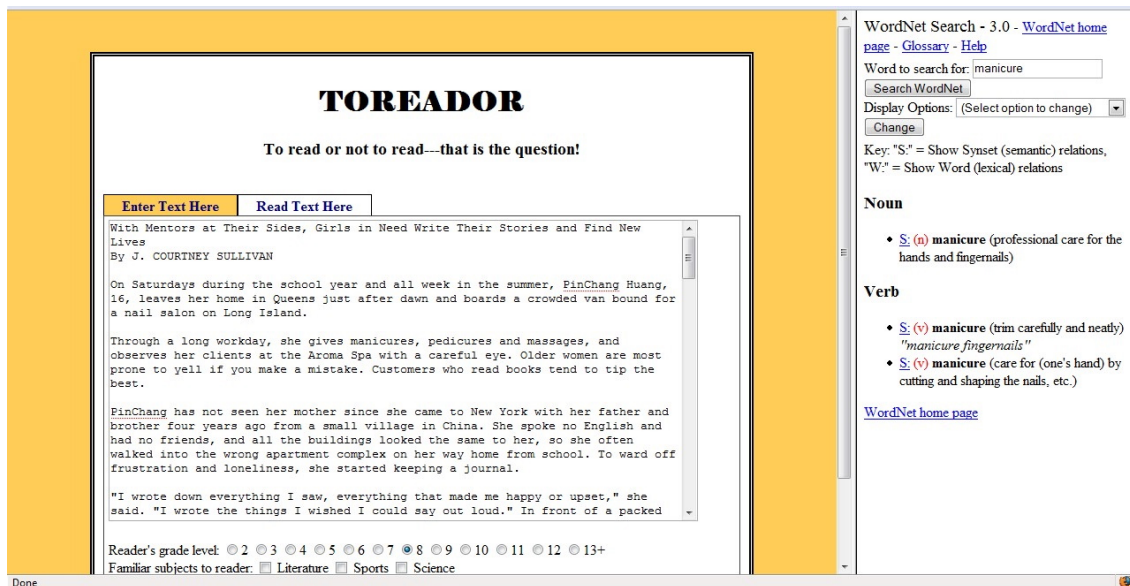 TOREADOR
To read or not to read---that is the question!
Enter Text Here Read Text Here
With Mentors at Their Sides, Girls in Need Write Their Stories and Find New
Lives
By J. COURTNEY SULLIVAN
On Saturdays during the school year and all week in the summer, PinChang Huang,
16, leaves her home in Queens just after dawn and boards a crowded van bound for
a nail salon on Long Island.
Through a long workday, she gives manicures, pedicures and massages, and
observes her clients at the Aroma Spa with a careful eye. Older women are most
prone to yell if you make a mistake. Customers who read books tend to tip the
best.
PinChang has not seen her mother since she came to New York with her father and
brother four years ago from a small village in China. She spoke no English and
had no friends, and all the buildings looked the same to her, so she often
walked into the wrong apartment complex on her way home from school. To ward off
frustration and loneliness, she started keeping a journal.
"I wrote down everything I saw, everything that made me happy or upset," she
said. "I wrote the things I wished I could say out loud." In front of a packed
Reader's grade level: 2 3 4 5 6 7 8 9 10 11 12 13+
Familiar subjects to reader: Literature Sports Science
Done
WordNet Search - 3.0 - WordNet home
page - Glossary - Help
Word to search for: manicure
Search WordNet
Display Options: (Select option to change)
Change
Key: "S:" = Show Synset (semantic) relations,
"W:" = Show Word (lexical) relations
Noun
S: (n) manicure (professional care for the
hands and fingernails)
Verb
S: (v) manicure (trim carefully and neatly)
"manicure fingernails"
S: (v) manicure (care for (one's hand) by
cutting and shaping the nails, etc.)
WordNet home page